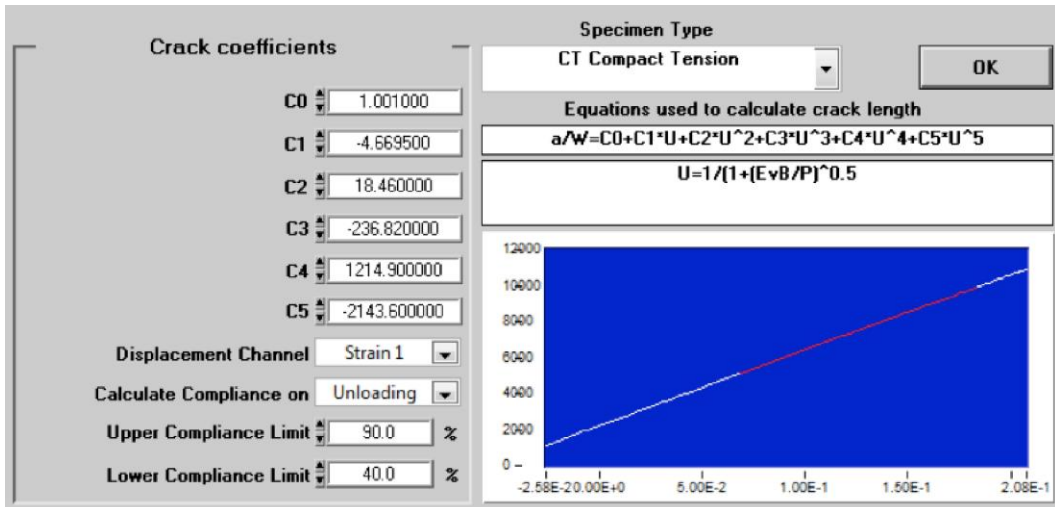 Crack coefficients
C0 1.001000
C1 -4.669500
C2 18.460000
C3 -236.820000
C4 1214.900000
C5 -2143.600000
Displacement Channel Strain 1
Calculate Compliance on Unloading
Upper Compliance Limit 90.0 %
Lower Compliance Limit 40.0 %
Specimen Type
CT Compact Tension
OK
Equations used to calculate crack length
a/W=C0+C1*U+C2*U^2+C3*U^3+C4*U^4+C5*U^5
U=1/(1+(EvB/P)^0.5
12000
10000
8000
6000
4000
2000
0
-2.58E-2 0.00E+0 5.00E-2 1.00E-1 1.50E-1 2.08E-1